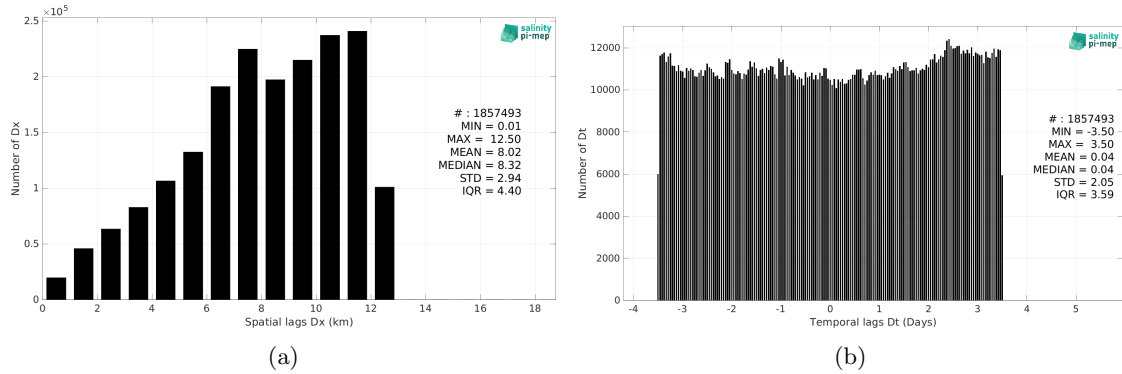 ×10⁵
2.5
2
1.5
1
0.5
0
Number of Dx
0 2 4 6 8 10 12 14 16 18
Spatial lags Dx (km)
salinity
pi-mep
# : 1857493
MIN = 0.01
MAX = 12.50
MEAN = 8.02
MEDIAN = 8.32
STD = 2.94
IQR = 4.40
(a)
12000
10000
8000
6000
4000
2000
0
Number of Dt
-4 -3 -2 -1 0 1 2 3 4 5
Temporal lags Dt (Days)
salinity
pi-mep
# : 1857493
MIN = -3.50
MAX = 3.50
MEAN = 0.04
MEDIAN = 0.04
STD = 2.05
IQR = 3.59
(b)